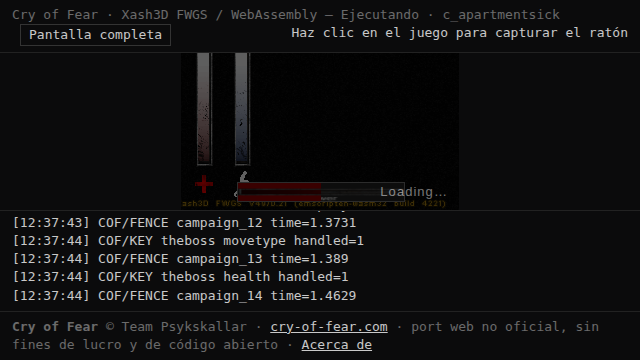 Cry of Fear · Xash3D FWGS / WebAssembly — Ejecutando · c_apartmentsick
Pantalla completa
Haz clic en el juego para capturar el ratón
Loading...
[12:37:43] COF/FENCE campaign_12 time=1.3731
[12:37:44] COF/KEY theboss movetype handled=1
[12:37:44] COF/FENCE campaign_13 time=1.389
[12:37:44] COF/KEY theboss health handled=1
[12:37:44] COF/FENCE campaign_14 time=1.4629
Cry of Fear © Team Psykskallar · cry-of-fear.com · port web no oficial, sin
fines de lucro y de código abierto · Acerca de